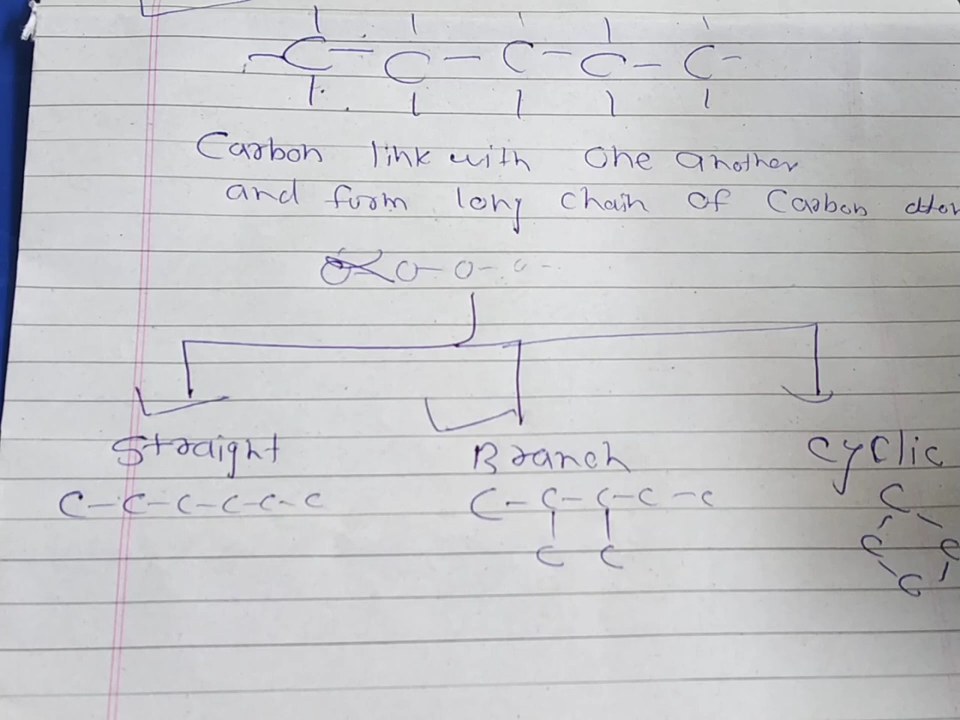 -C-C-C-C-C-
Carbon link with one another
and form long chain of Carbon
Straight Branch Cyclic
C-C-C-C-C-C C-C-C-C-C C
C C C C
C